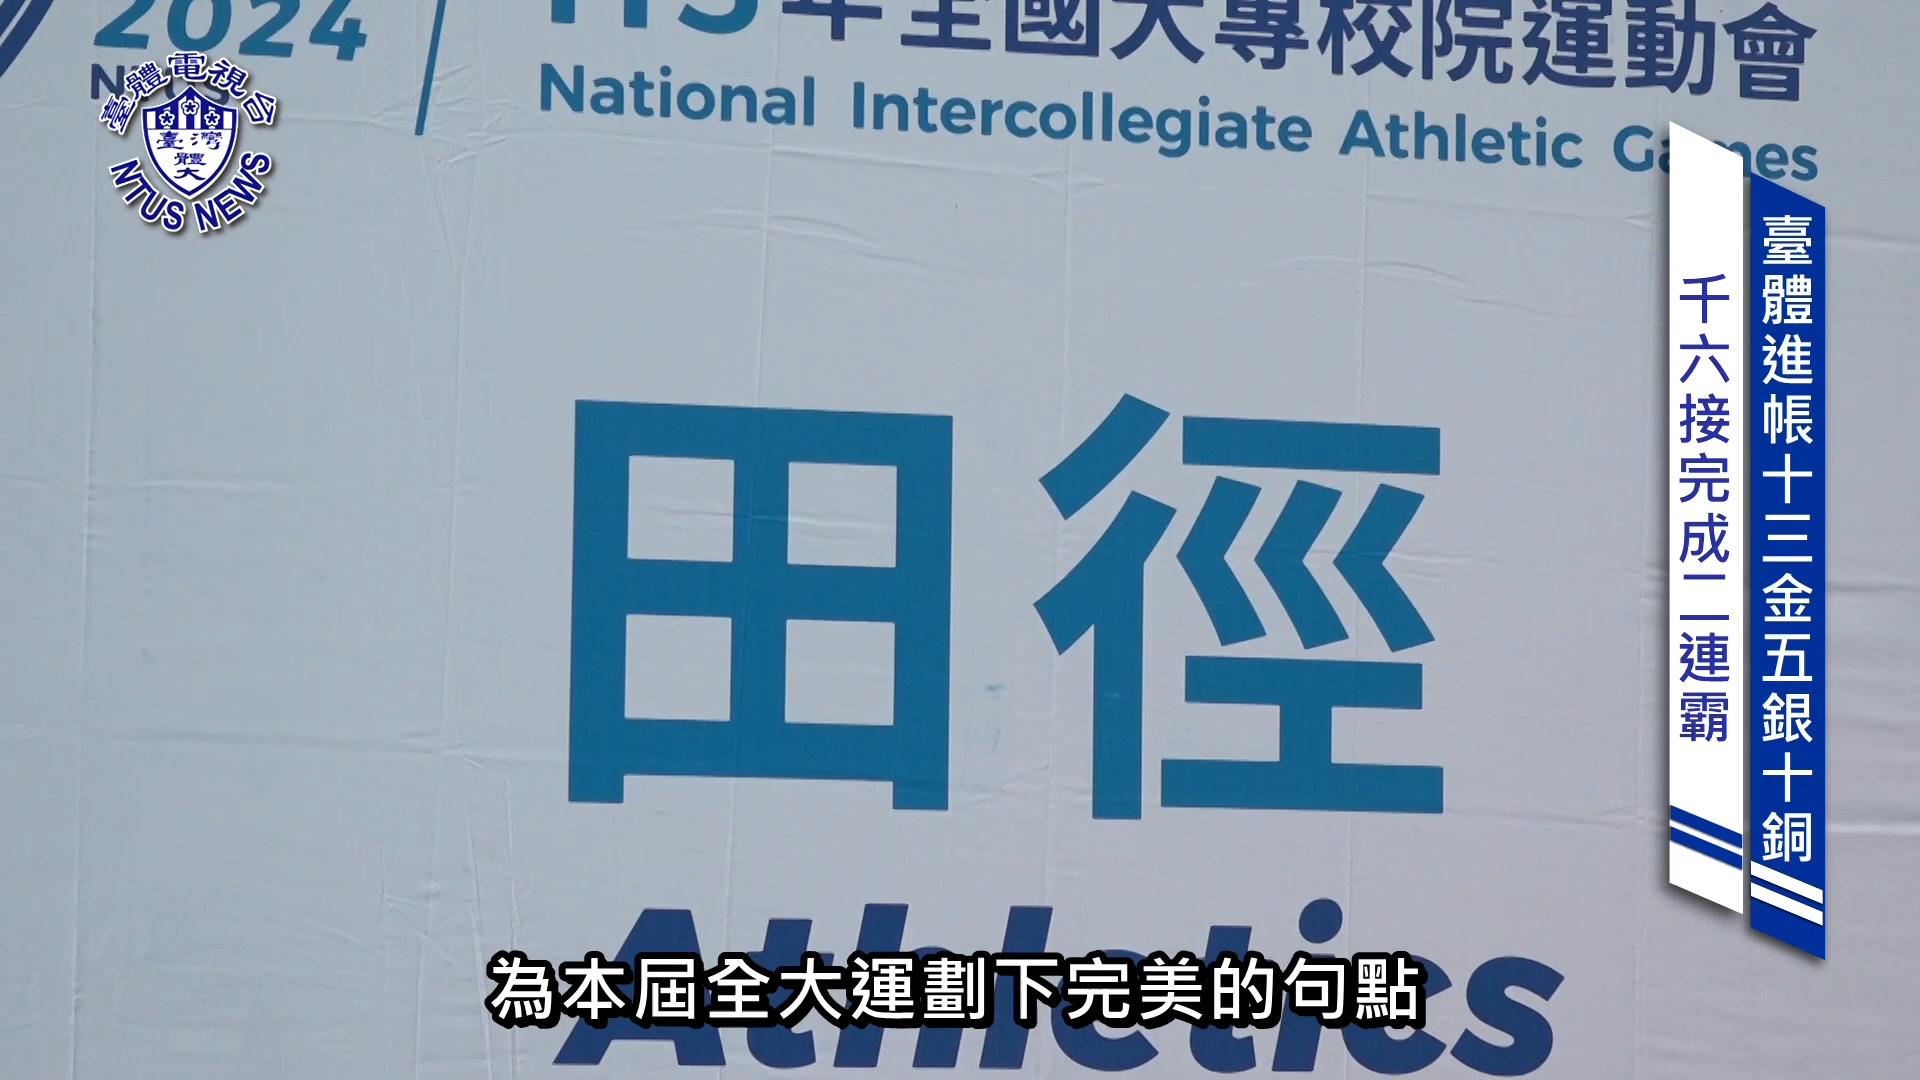 2024
113年全國大專校院運動會
National Intercollegiate Athletic Games
臺體電視台
臺灣
體大
NTUS NEWS
臺體進帳十三金五銀十銅
千六接完成二連霸
田徑
Athletics
為本屆全大運劃下完美的句點